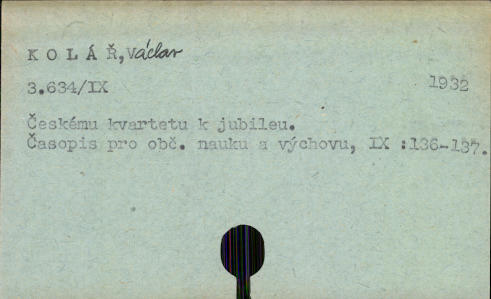 K O L Á Ř, Václav
3.634/IX 1932
Českému kvartetu k jubileu.
Časopis pro obč. nauku a výchovu, IX :136-137.